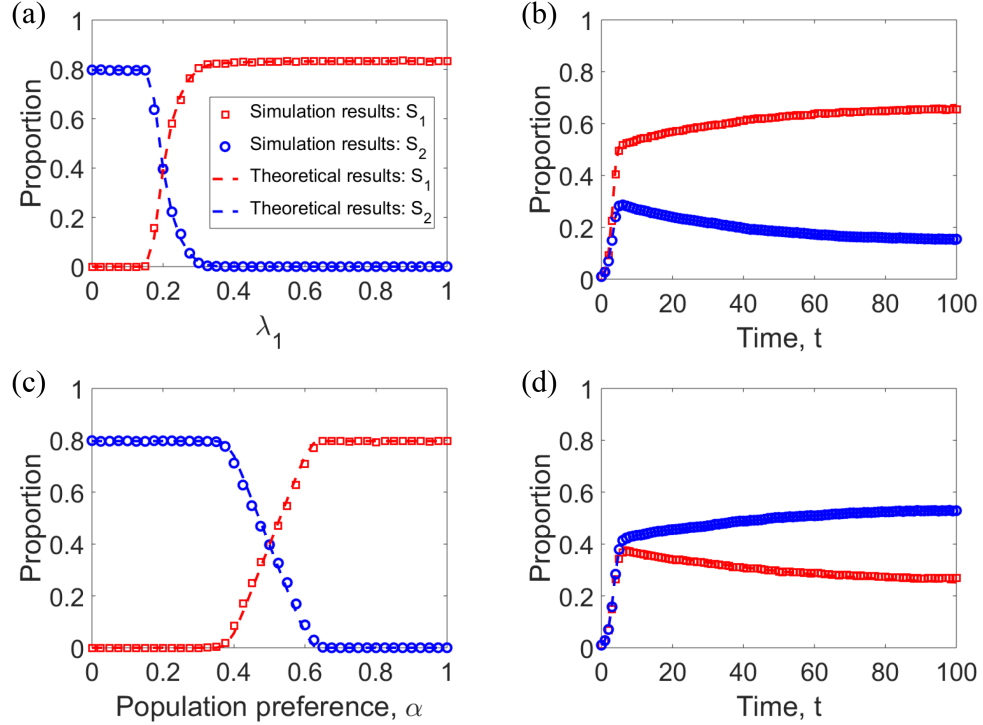 (a)
1
0.8
0.6
0.4
0.2
0
Proportion
0 0.2 0.4 0.6 0.8 1
λ₁
Simulation results: S₁
Simulation results: S₂
Theoretical results: S₁
Theoretical results: S₂
(b)
1
0.8
0.6
0.4
0.2
0
Proportion
0 20 40 60 80 100
Time, t
(c)
1
0.8
0.6
0.4
0.2
0
Proportion
0 0.2 0.4 0.6 0.8 1
Population preference, α
(d)
1
0.8
0.6
0.4
0.2
0
Proportion
0 20 40 60 80 100
Time, t